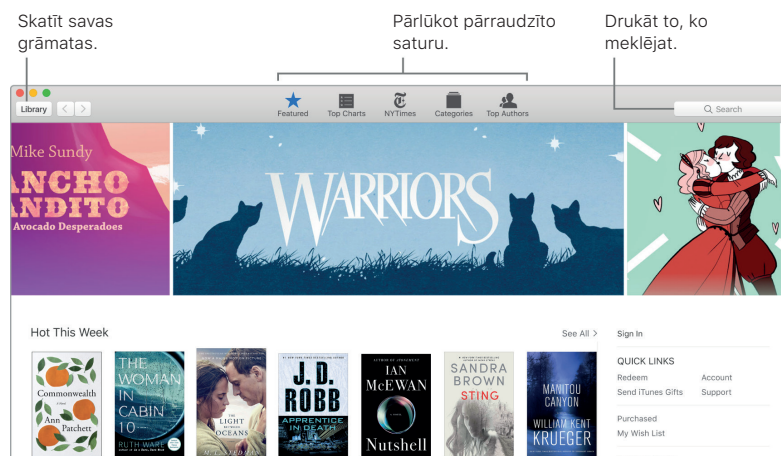 Skatīt savas
grāmatas.
Pārlūkot pārraudzīto
saturu.
Drukāt to, ko
meklējat.
Library
Featured
Top Charts
NYTimes
Categories
Top Authors
Search
Mike Sundy
ANCHO
ANDITO
Avocado Desperadoes
WARRIORS
Hot This Week
See All >
Commonwealth
Ann
Patchett
THE
WOMAN
IN
CABIN
10
RUTH WARE
THE
LIGHT
BETWEEN
OCEANS
J. D.
ROBB
APPRENTICE
IN DEATH
IAN
McEWAN
Nutshell
SANDRA
BROWN
STING
MANITOU
CANYON
WILLIAM KENT
KRUEGER
Sign In
QUICK LINKS
Redeem
Account
Send iTunes Gifts
Support
Purchased
My Wish List